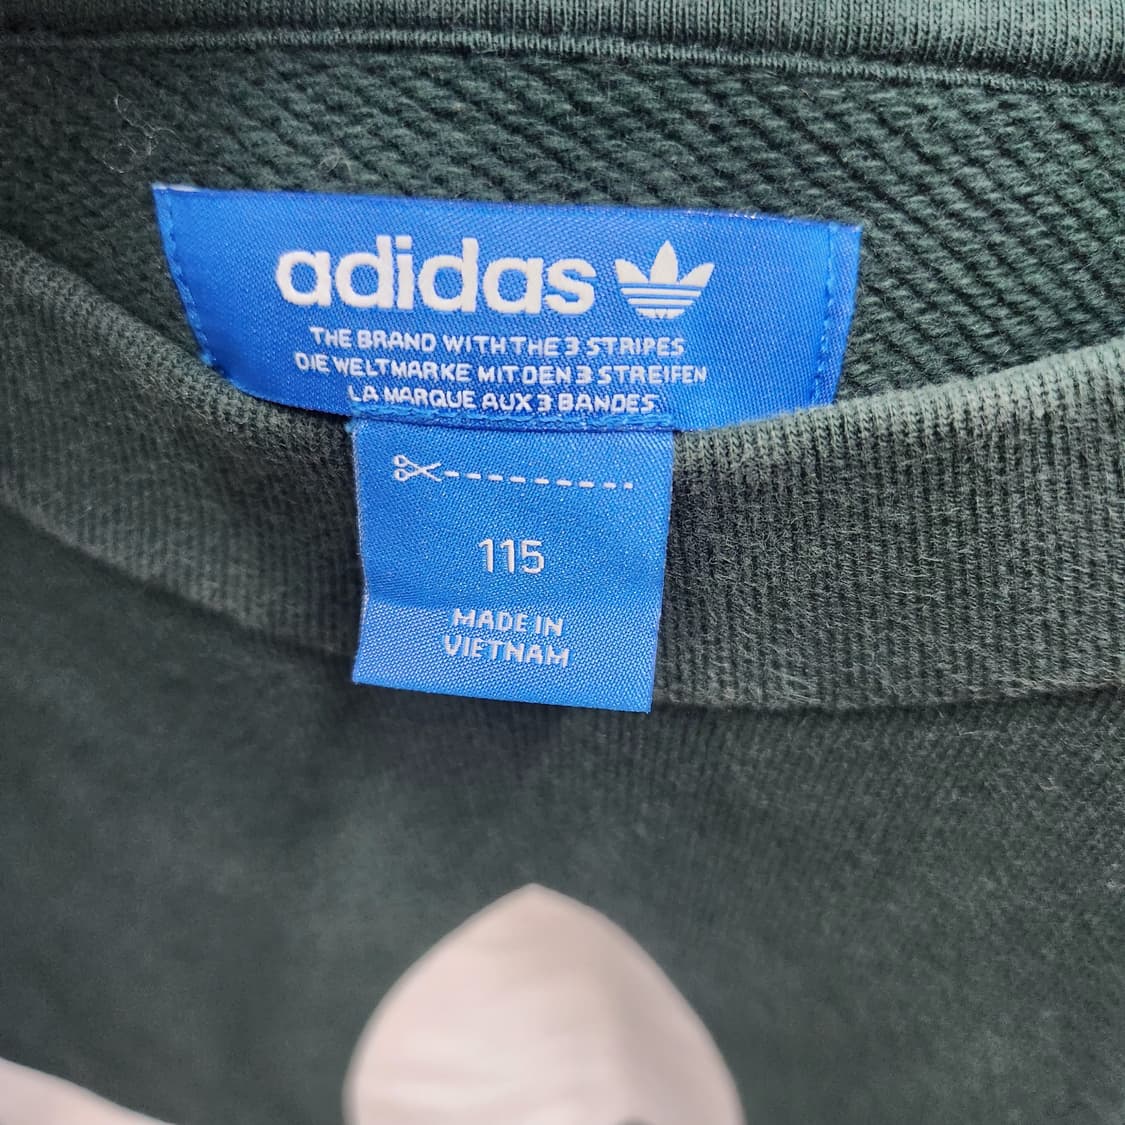 adidas
THE BRAND WITH THE 3 STRIPES
DIE WELTMARKE MIT DEN 3 STREIFEN
LA MARQUE AUX 3 BANDES
115
MADE IN
VIETNAM